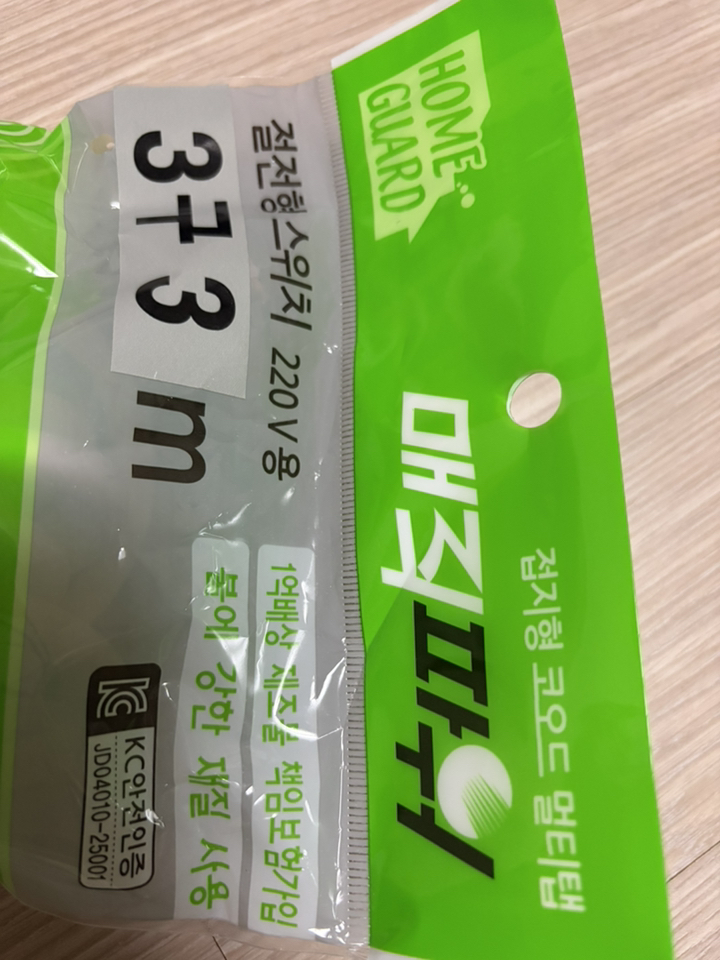 HOME
GUARD
접지형 코오드 멀티탭
매직파워
절전형스위치 220V용
3구 3m
1억배상 제조물 책임보험가입
불에 강한 재질 사용
KC안전인증
JD04010-25001